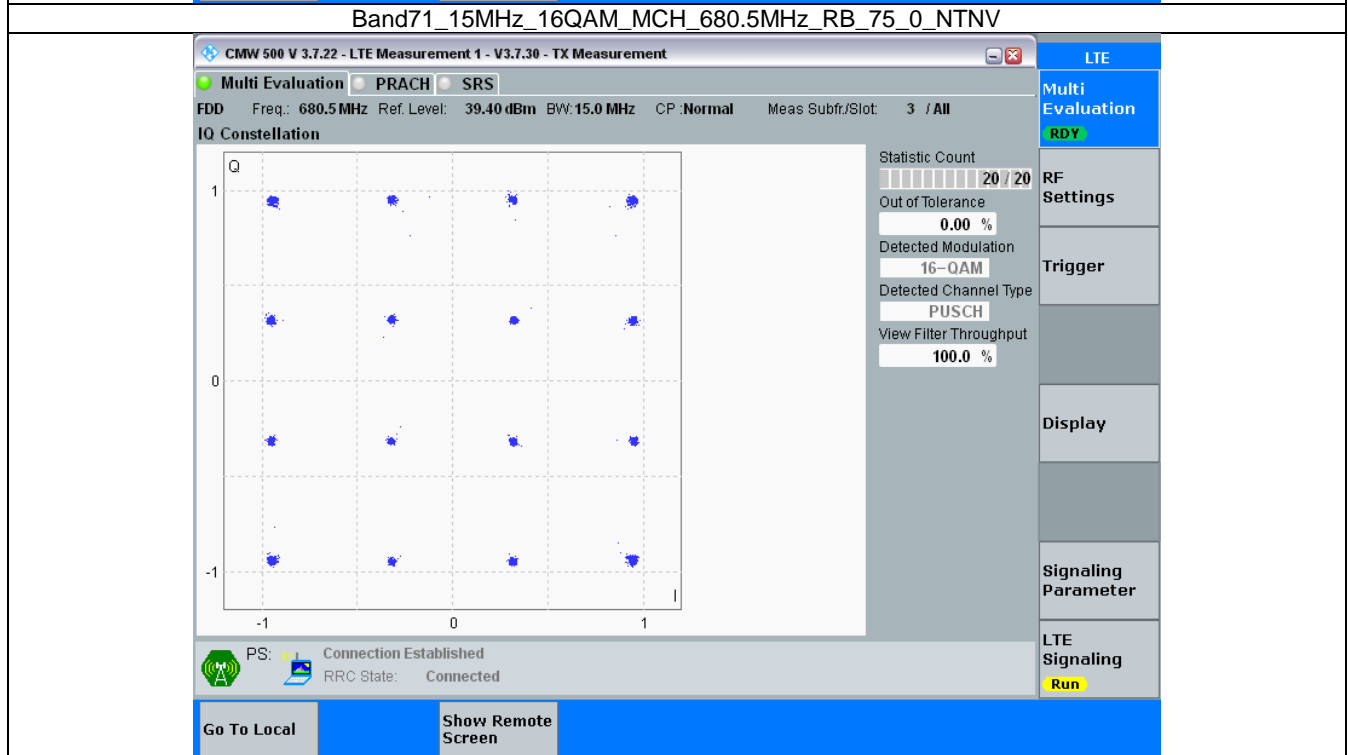 Band71_15MHz_16QAM_MCH_680.5MHz_RB_75_0_NTNV
CMW 500 V 3.7.22 - LTE Measurement 1 - V3.7.30 - TX Measurement
LTE
Multi Evaluation PRACH SRS
Multi
Evaluation
RDY
FDD Freq.: 680.5 MHz Ref. Level: 39.40 dBm BW: 15.0 MHz CP :Normal Meas Subfr./Slot: 3 / All
IQ Constellation
Q
1
0
-1
-1 0 1
I
Statistic Count
20 / 20
Out of Tolerance
0.00 %
Detected Modulation
16-QAM
Detected Channel Type
PUSCH
View Filter Throughput
100.0 %
RF
Settings
Trigger
Display
Signaling
Parameter
LTE
Signaling
Run
PS: Connection Established
RRC State: Connected
Go To Local
Show Remote
Screen